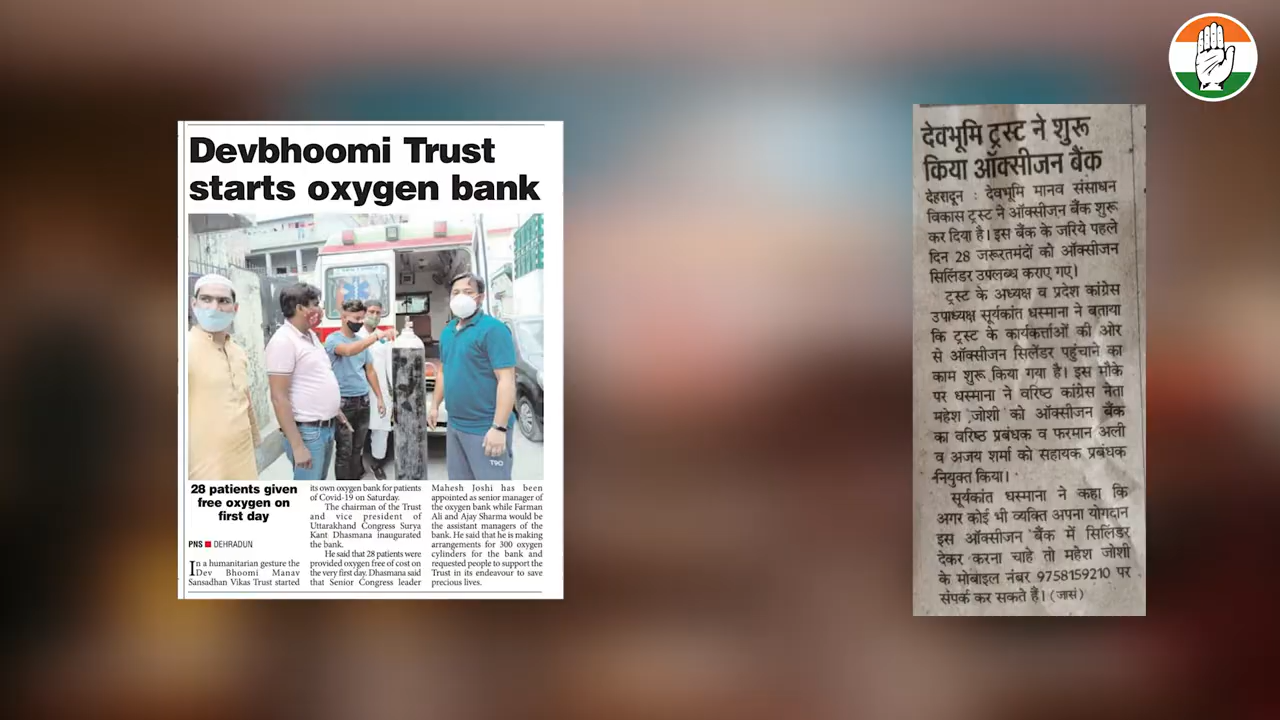 Devbhoomi Trust
starts oxygen bank
TRO
28 patients given
free oxygen on
first day
PNS ■ DEHRADUN
In a humanitarian gesture the
Dev Bhoomi Manav
Sansadhan Vikas Trust started
its own oxygen bank for patients
of Covid-19 on Saturday.
The chairman of the Trust
and vice president of
Uttarakhand Congress Surya
Kant Dhasmana inaugurated
the bank.
He said that 28 patients were
provided oxygen free of cost on
the very first day. Dhasmana said
that Senior Congress leader
Mahesh Joshi has been
appointed as senior manager of
the oxygen bank while Farman
Ali and Ajay Sharma would be
the assistant managers of the
bank. He said that he is making
arrangements for 300 oxygen
cylinders for the bank and
requested people to support the
Trust in its endeavour to save
precious lives.
देवभूमि ट्रस्ट ने शुरू
किया ऑक्सीजन बैंक
देहरादून : देवभूमि मानव संसाधन
विकास ट्रस्ट ने ऑक्सीजन बैंक शुरू
कर दिया है। इस बैंक के जरिये पहले
दिन 28 जरूरतमंदों को ऑक्सीजन
सिलिंडर उपलब्ध कराए गए।
ट्रस्ट के अध्यक्ष व प्रदेश कांग्रेस
उपाध्यक्ष सूर्यकांत धस्माना ने बताया
कि ट्रस्ट के कार्यकर्त्ताओं की ओर
से ऑक्सीजन सिलेंडर पहुंचाने का
काम शुरू किया गया है। इस मौके
पर धस्माना ने वरिष्ठ कांग्रेस नेता
महेश जोशी को ऑक्सीजन बैंक
का वरिष्ठ प्रबंधक व फरमान अली
व अजय शर्मा को सहायक प्रबंधक
नियुक्त किया।
सूर्यकांत धस्माना ने कहा कि
अगर कोई भी व्यक्ति अपना योगदान
इस ऑक्सीजन बैंक में सिलिंडर
देकर करना चाहे तो महेश जोशी
के मोबाइल नंबर 9758159210 पर
संपर्क कर सकते हैं। (जासं)